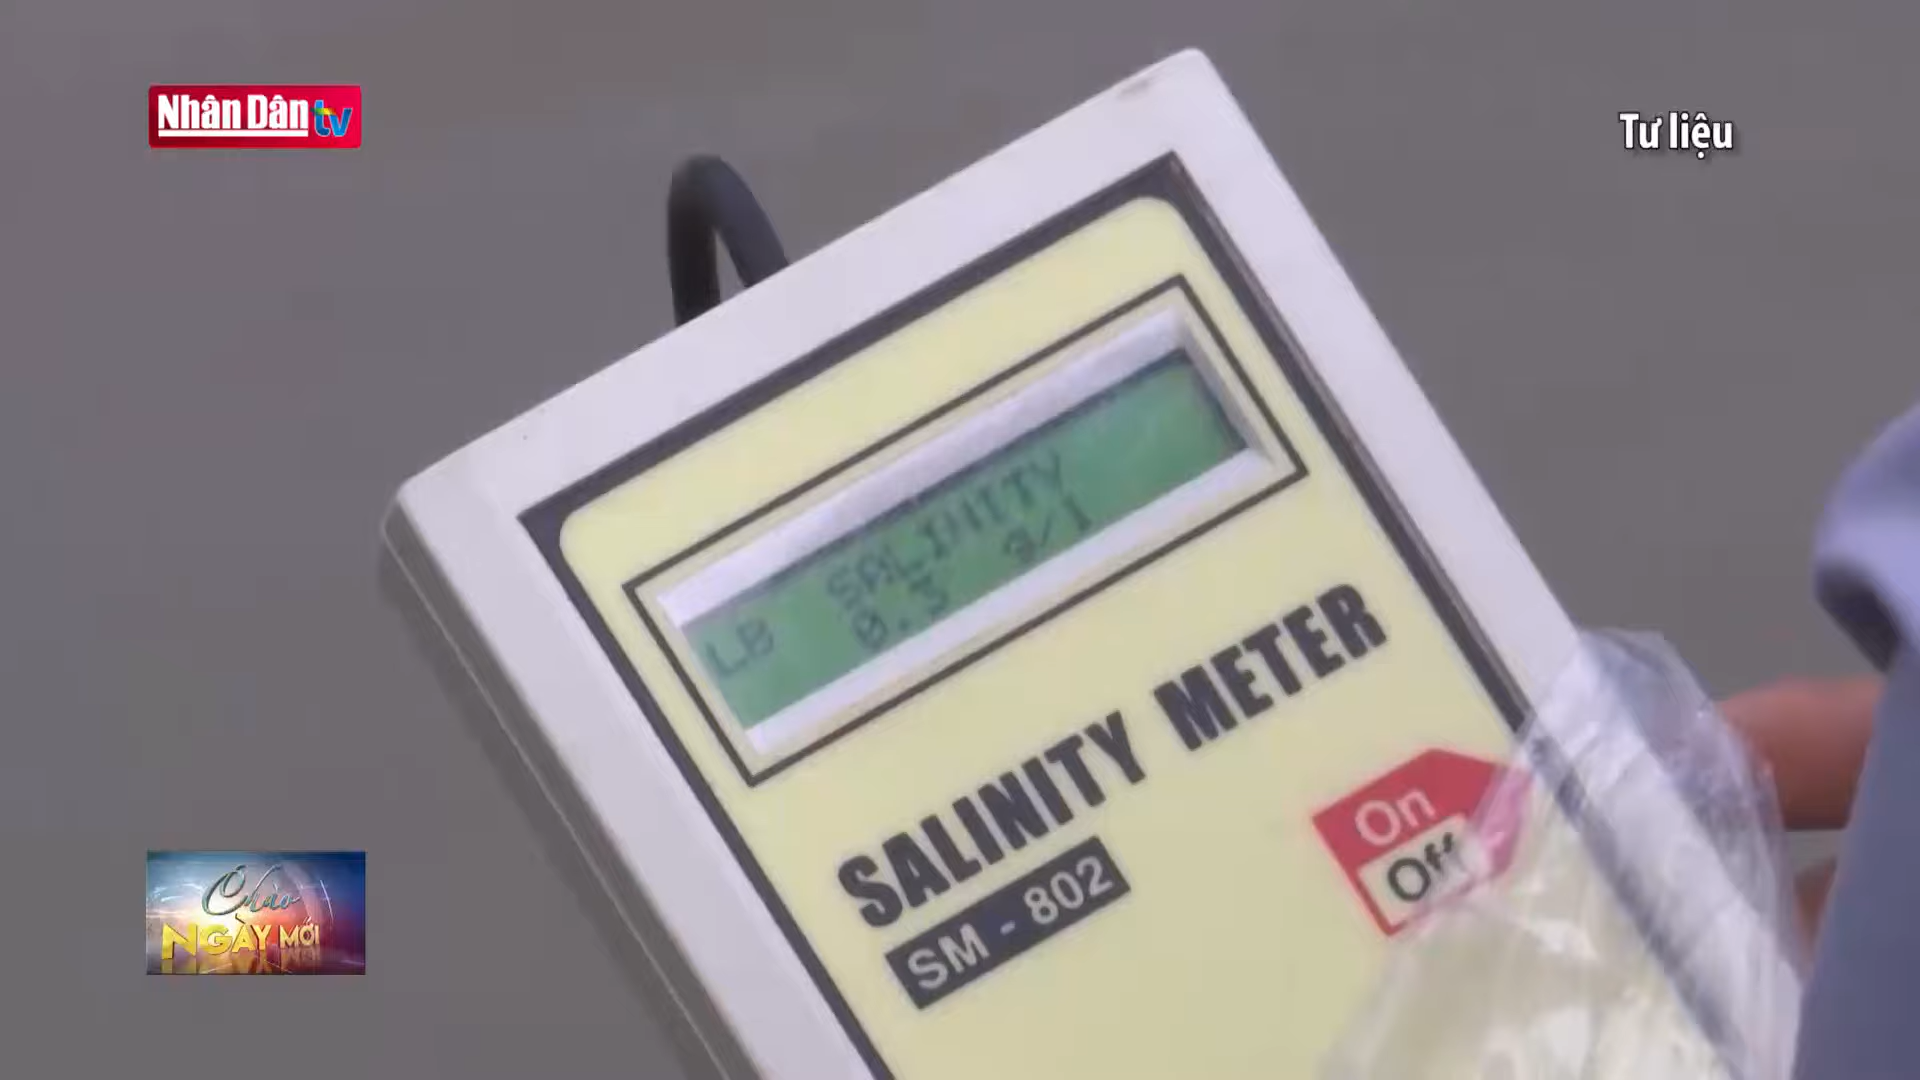 Nhân Dân tv
Tư liệu
SALINITY
LB 0.3 g/l
SALINITY METER
SM - 802
On
Off
Chào
NGÀY MỚI